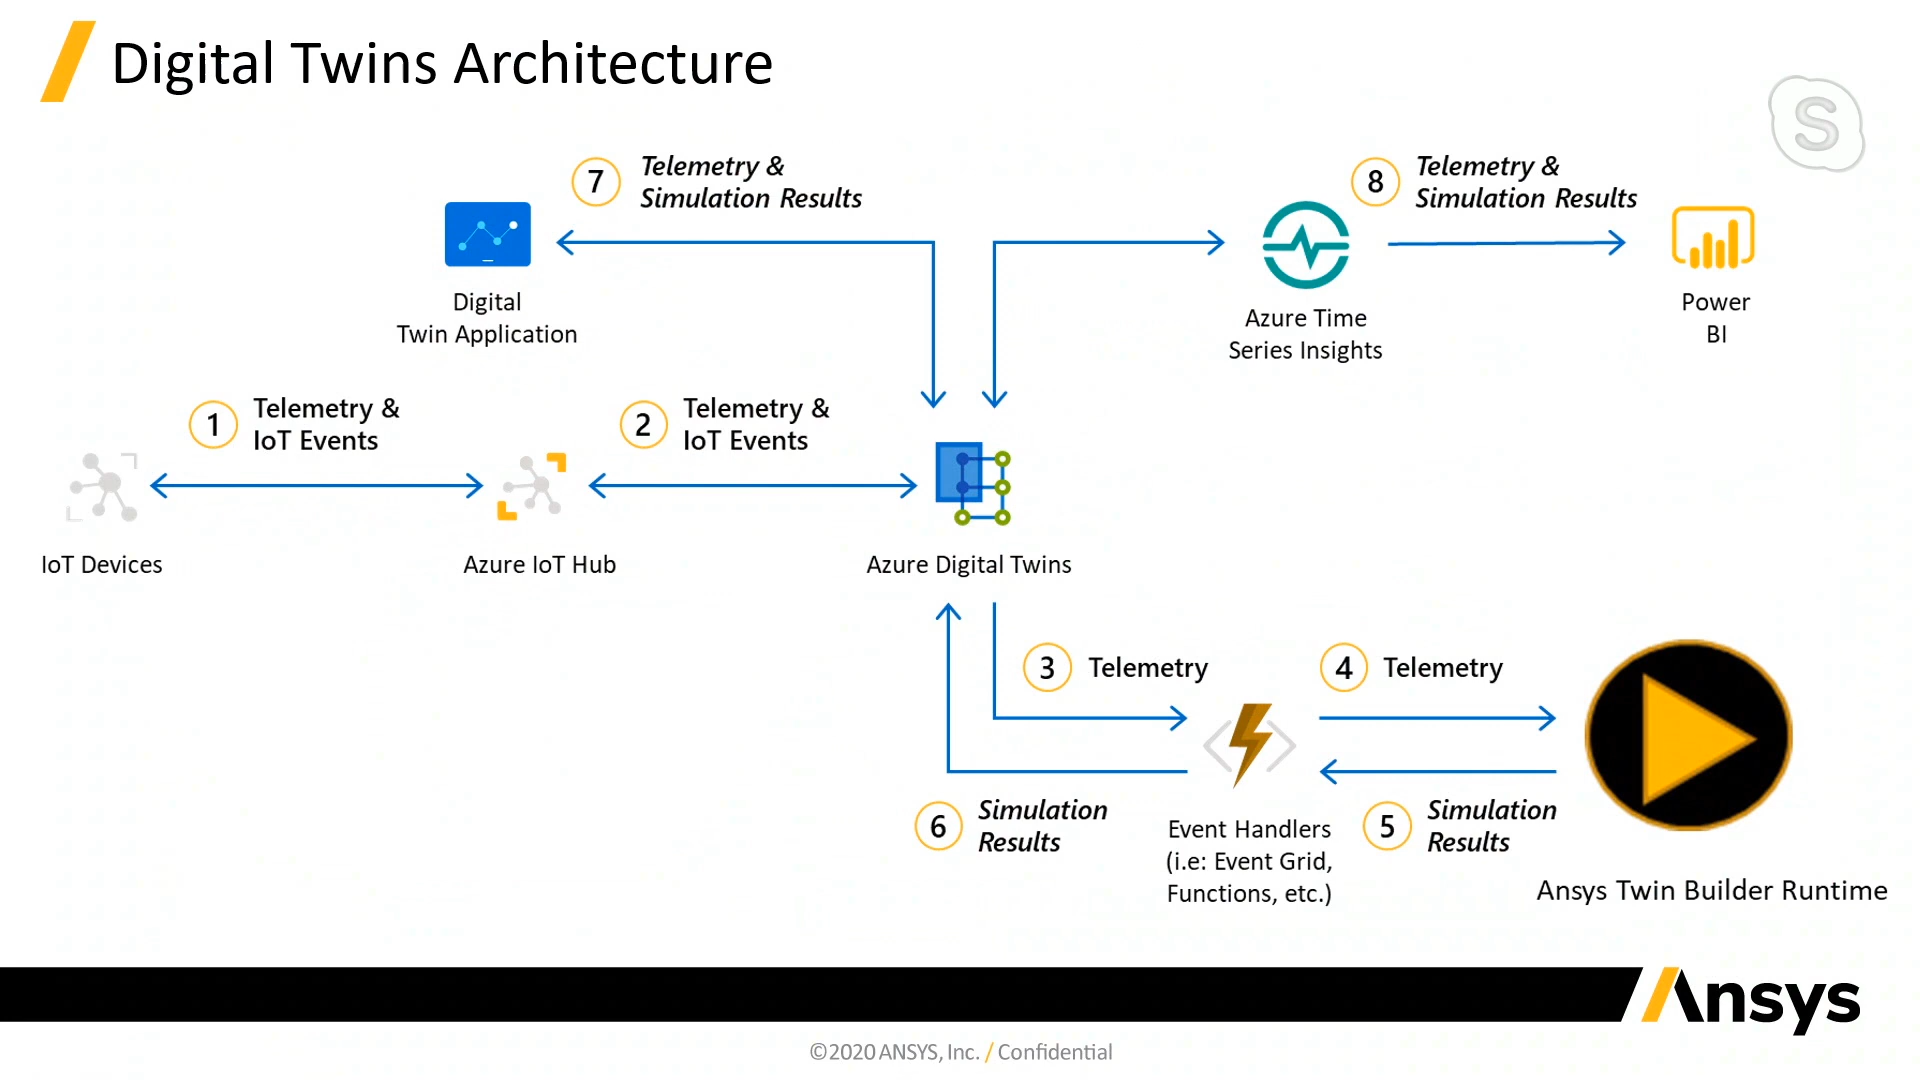 Digital Twins Architecture
S
7
Telemetry &
Simulation Results
8
Telemetry &
Simulation Results
Digital
Twin Application
Azure Time
Series Insights
Power
BI
1
Telemetry &
IoT Events
2
Telemetry &
IoT Events
IoT Devices
Azure IoT Hub
Azure Digital Twins
3
Telemetry
4
Telemetry
6
Simulation
Results
Event Handlers
(i.e: Event Grid,
Functions, etc.)
5
Simulation
Results
Ansys Twin Builder Runtime
Ansys
©2020 ANSYS, Inc. / Confidential